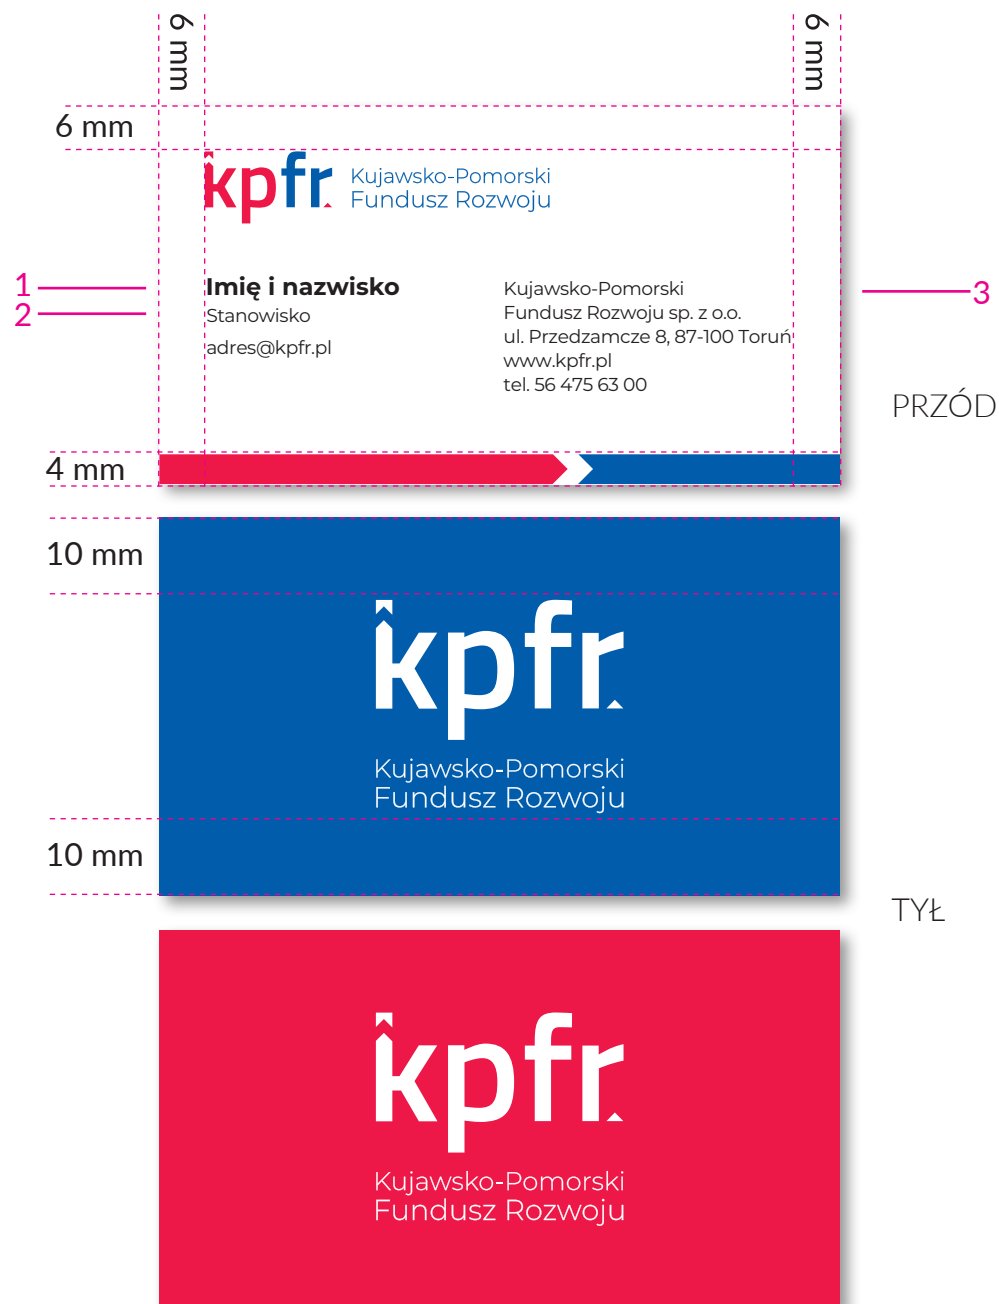 6 mm
6 mm
6 mm
kpfr
Kujawsko-Pomorski
Fundusz Rozwoju
1
2
Imię i nazwisko
Stanowisko
adres@kpfr.pl
Kujawsko-Pomorski
Fundusz Rozwoju sp. z o.o.
ul. Przedzamcze 8, 87-100 Toruń
www.kpfr.pl
tel. 56 475 63 00
3
PRZÓD
4 mm
10 mm
kpfr
Kujawsko-Pomorski
Fundusz Rozwoju
10 mm
TYŁ
kpfr
Kujawsko-Pomorski
Fundusz Rozwoju